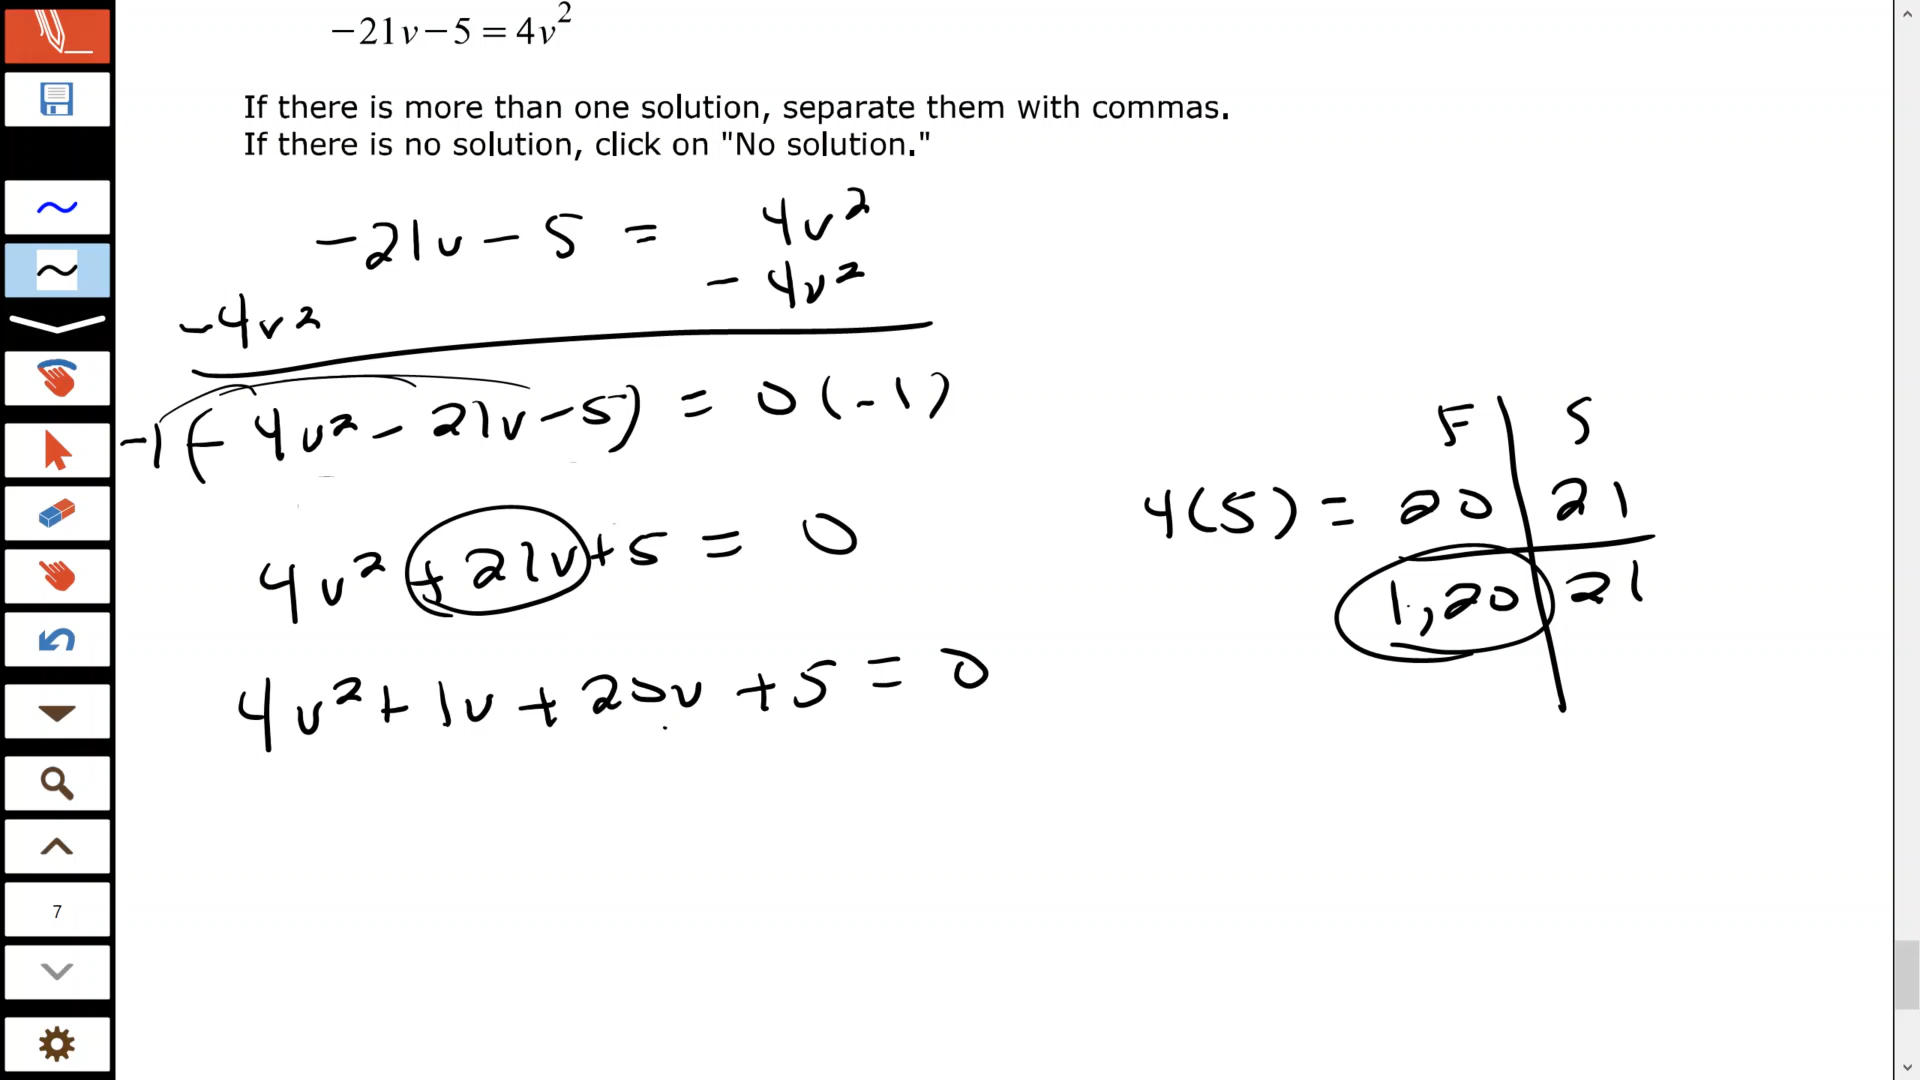 −21v−5 = 4v²
If there is more than one solution, separate them with commas.
If there is no solution, click on "No solution."
−21v − 5 = 4v²
−4v² − 4v²
−1(−4v² − 21v − 5) = 0(−1)
4v² + 21v + 5 = 0
4v² + 1v + 20v + 5 = 0
F S
4(5) = 20 21
1,20 21
7